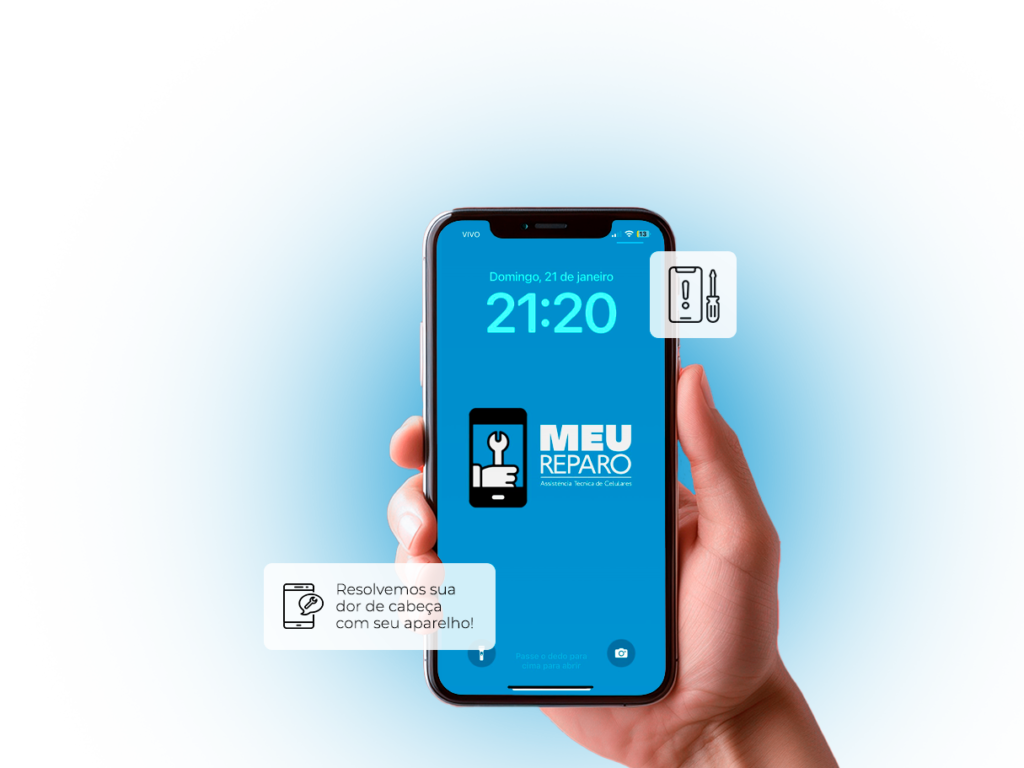 VIVO
Domingo, 21 de janeiro
21:20
MEU
REPARO
Assistência Técnica de Celulares
Resolvemos sua
dor de cabeça
com seu aparelho!
Passe o dedo para
cima para abrir